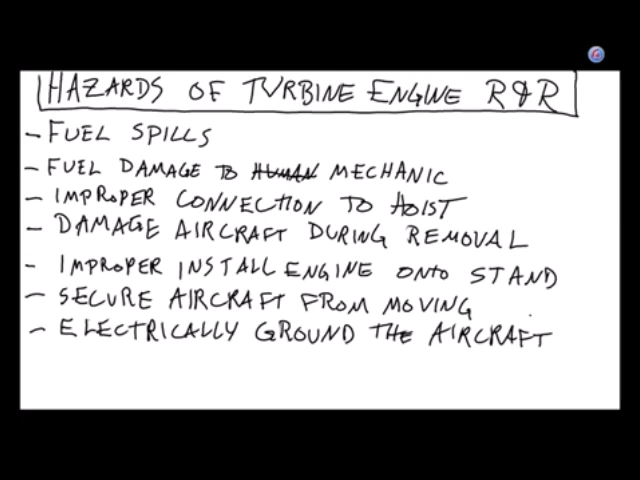 HAZARDS OF TURBINE ENGINE R&R
- FUEL SPILLS
- FUEL DAMAGE TO HUMAN MECHANIC
- IMPROPER CONNECTION TO HOIST
- DAMAGE AIRCRAFT DURING REMOVAL
- IMPROPER INSTALL ENGINE ONTO STAND
- SECURE AIRCRAFT FROM MOVING
- ELECTRICALLY GROUND THE AIRCRAFT